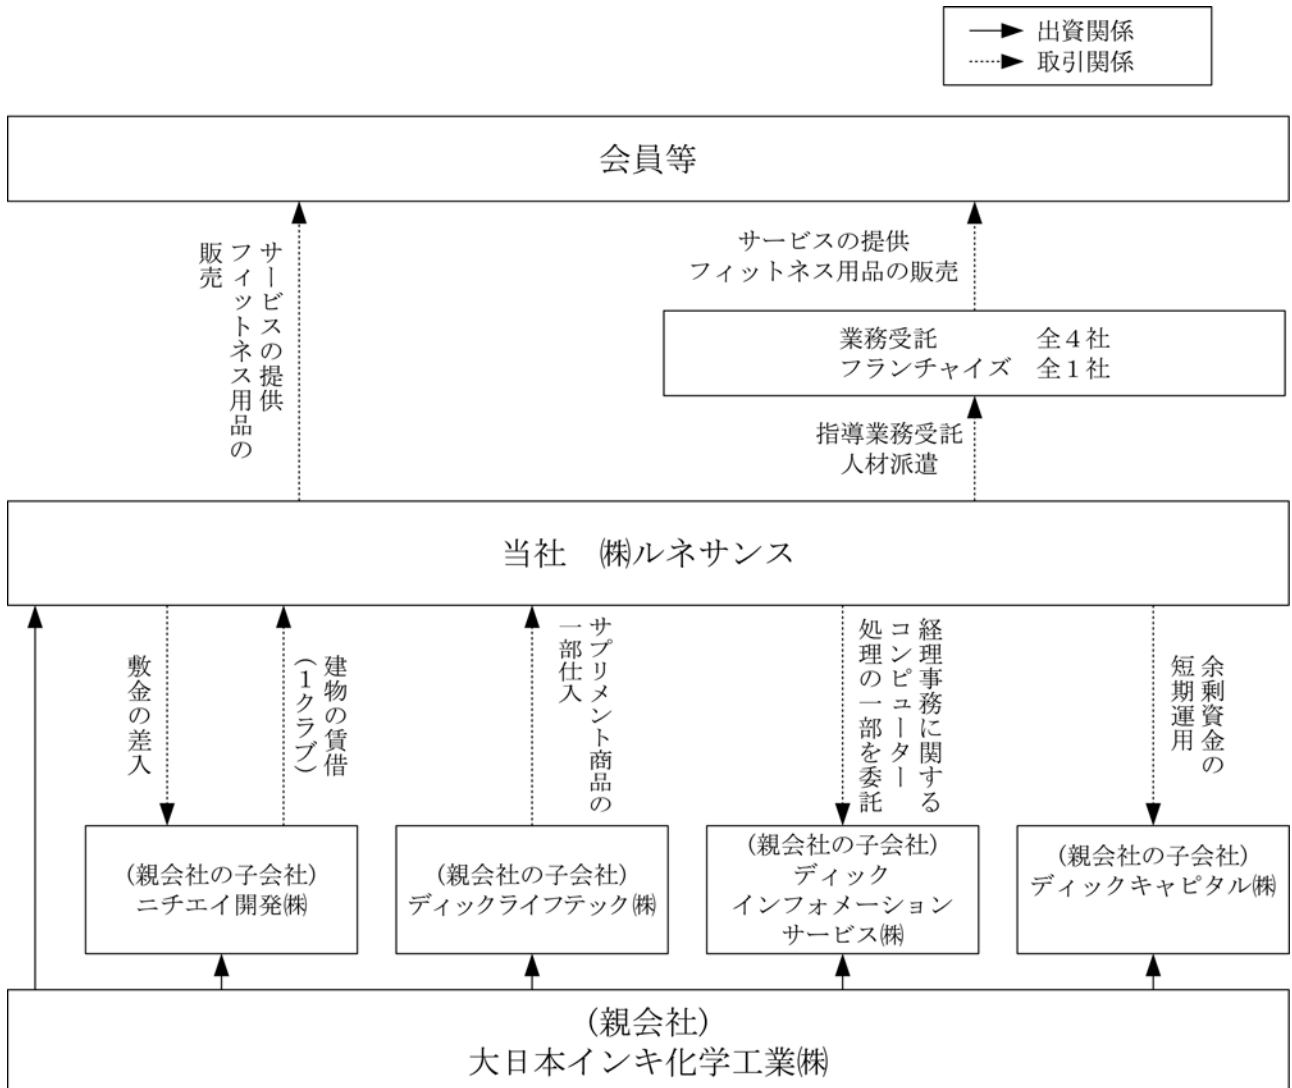 出資関係
取引関係
会員等
サービスの提供
フィットネス用品の
販売
サービスの提供
フィットネス用品の販売
業務受託　全４社
フランチャイズ　全１社
指導業務受託
人材派遣
当社　㈱ルネサンス
敷金の差入
建物の賃借
(１クラブ)
サプリメント商品の
一部仕入
経理事務に関する
コンピューター
処理の一部を委託
余剰資金の
短期運用
(親会社の子会社)
ニチエイ開発㈱
(親会社の子会社)
ディックライフテック㈱
(親会社の子会社)
ディック
インフォメーション
サービス㈱
(親会社の子会社)
ディックキャピタル㈱
(親会社)
大日本インキ化学工業㈱